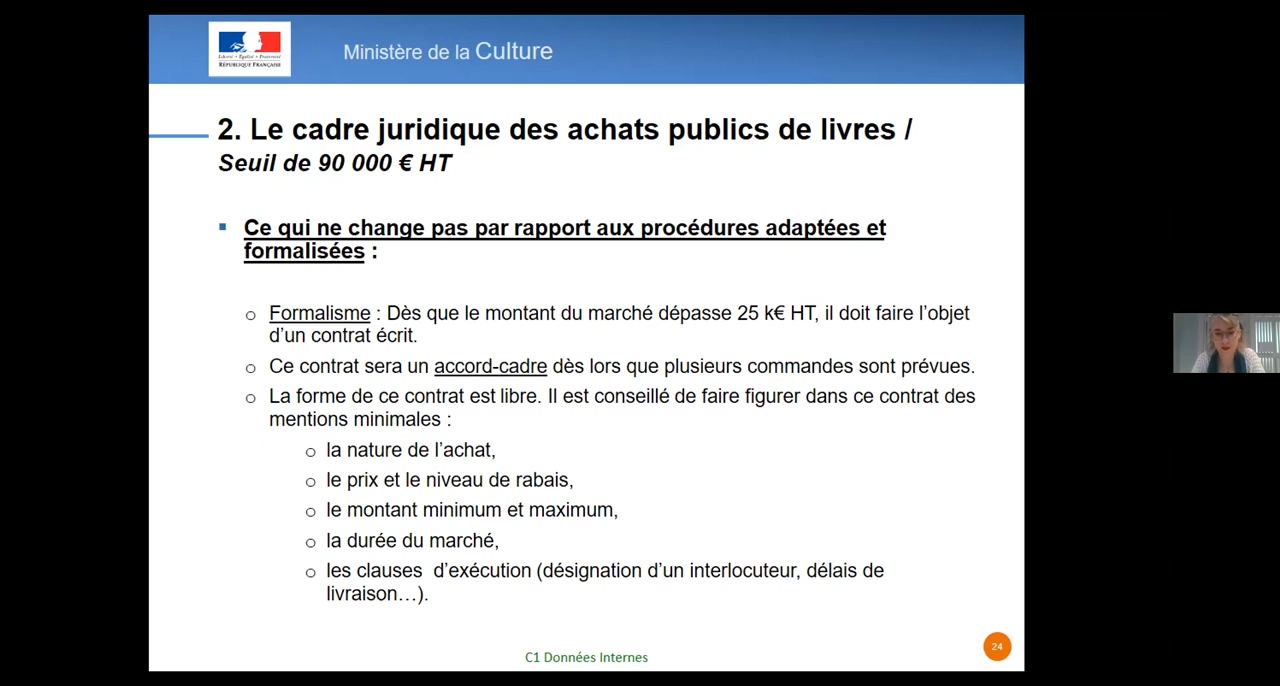 Liberté • Égalité • Fraternité
RÉPUBLIQUE FRANÇAISE
Ministère de la Culture
2. Le cadre juridique des achats publics de livres /
Seuil de 90 000 € HT
Ce qui ne change pas par rapport aux procédures adaptées et
formalisées :
Formalisme : Dès que le montant du marché dépasse 25 k€ HT, il doit faire l’objet
d’un contrat écrit.
Ce contrat sera un accord-cadre dès lors que plusieurs commandes sont prévues.
La forme de ce contrat est libre. Il est conseillé de faire figurer dans ce contrat des
mentions minimales :
la nature de l’achat,
le prix et le niveau de rabais,
le montant minimum et maximum,
la durée du marché,
les clauses d’exécution (désignation d’un interlocuteur, délais de
livraison…).
C1 Données Internes
24